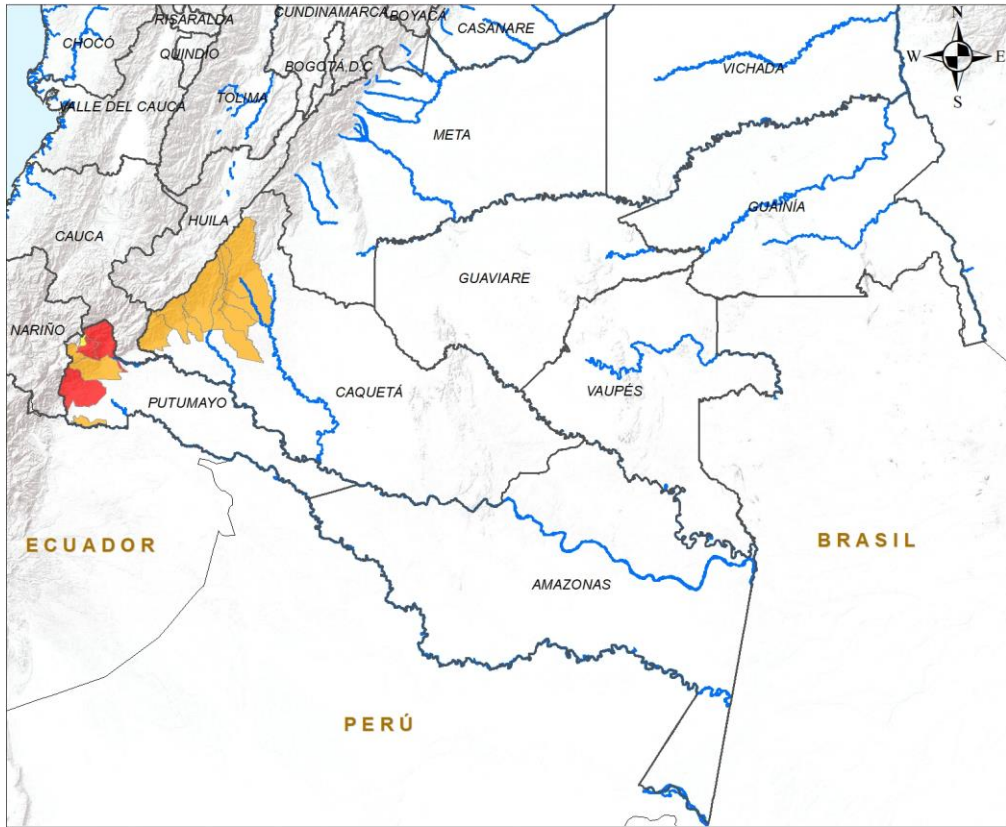 RISARALDA
CUNDINAMARCA
BOYACÁ
CASANARE
N
CHOCÓ
QUINDÍO
BOGOTÁ D.C
W
E
VICHADA
S
VALLE DEL CAUCA
TOLIMA
META
GUAINÍA
HUILA
CAUCA
GUAVIARE
NARIÑO
PUTUMAYO
CAQUETÁ
VAUPÉS
ECUADOR
BRASIL
AMAZONAS
PERÚ